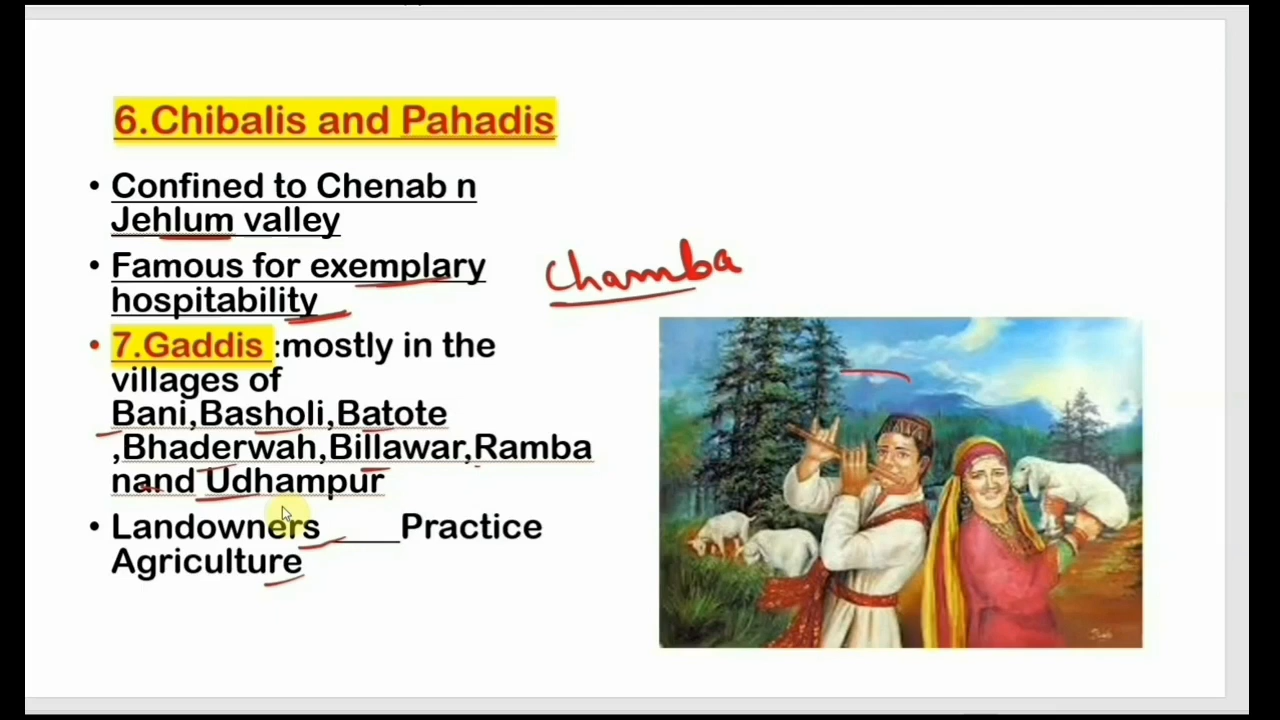 6.Chibalis and Pahadis
• Confined to Chenab n
Jehlum valley
• Famous for exemplary
hospitability
Chamba
• 7.Gaddis :mostly in the
villages of
Bani,Basholi,Batote
,Bhaderwah,Billawar,Ramba
nand Udhampur
• Landowners ____Practice
Agriculture